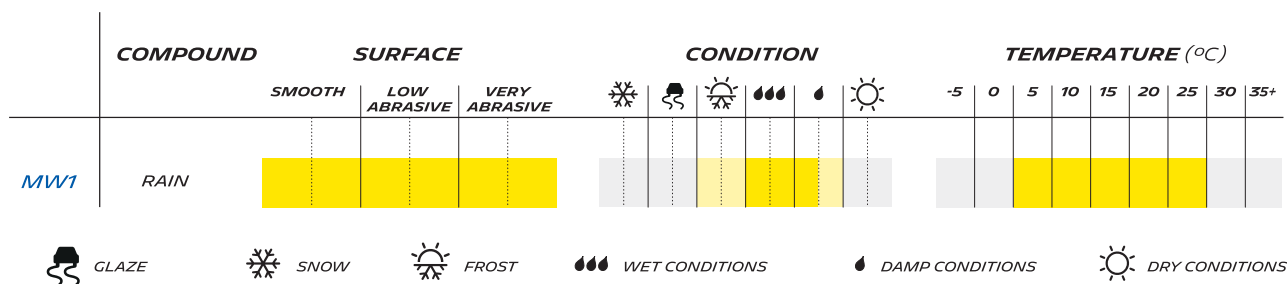 COMPOUND SURFACE CONDITION TEMPERATURE (ºC)
SMOOTH LOW ABRASIVE VERY ABRASIVE -5 0 5 10 15 20 25 30 35+
MW1 RAIN
GLAZE SNOW FROST WET CONDITIONS DAMP CONDITIONS DRY CONDITIONS